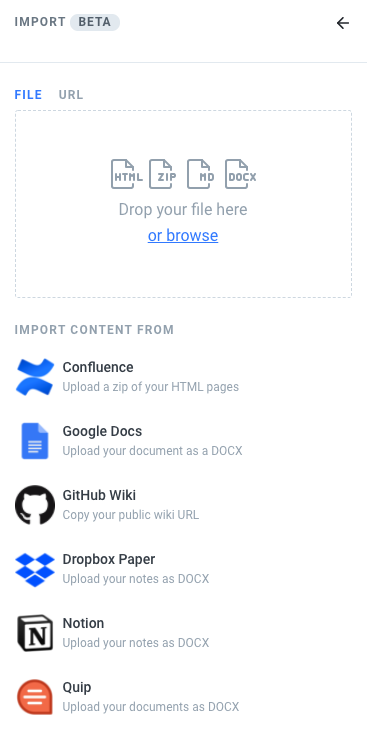 IMPORT BETA
FILE URL
HTML ZIP MD DOCX
Drop your file here
or browse
IMPORT CONTENT FROM
Confluence
Upload a zip of your HTML pages
Google Docs
Upload your document as a DOCX
GitHub Wiki
Copy your public wiki URL
Dropbox Paper
Upload your notes as DOCX
N
Notion
Upload your notes as DOCX
Quip
Upload your documents as DOCX